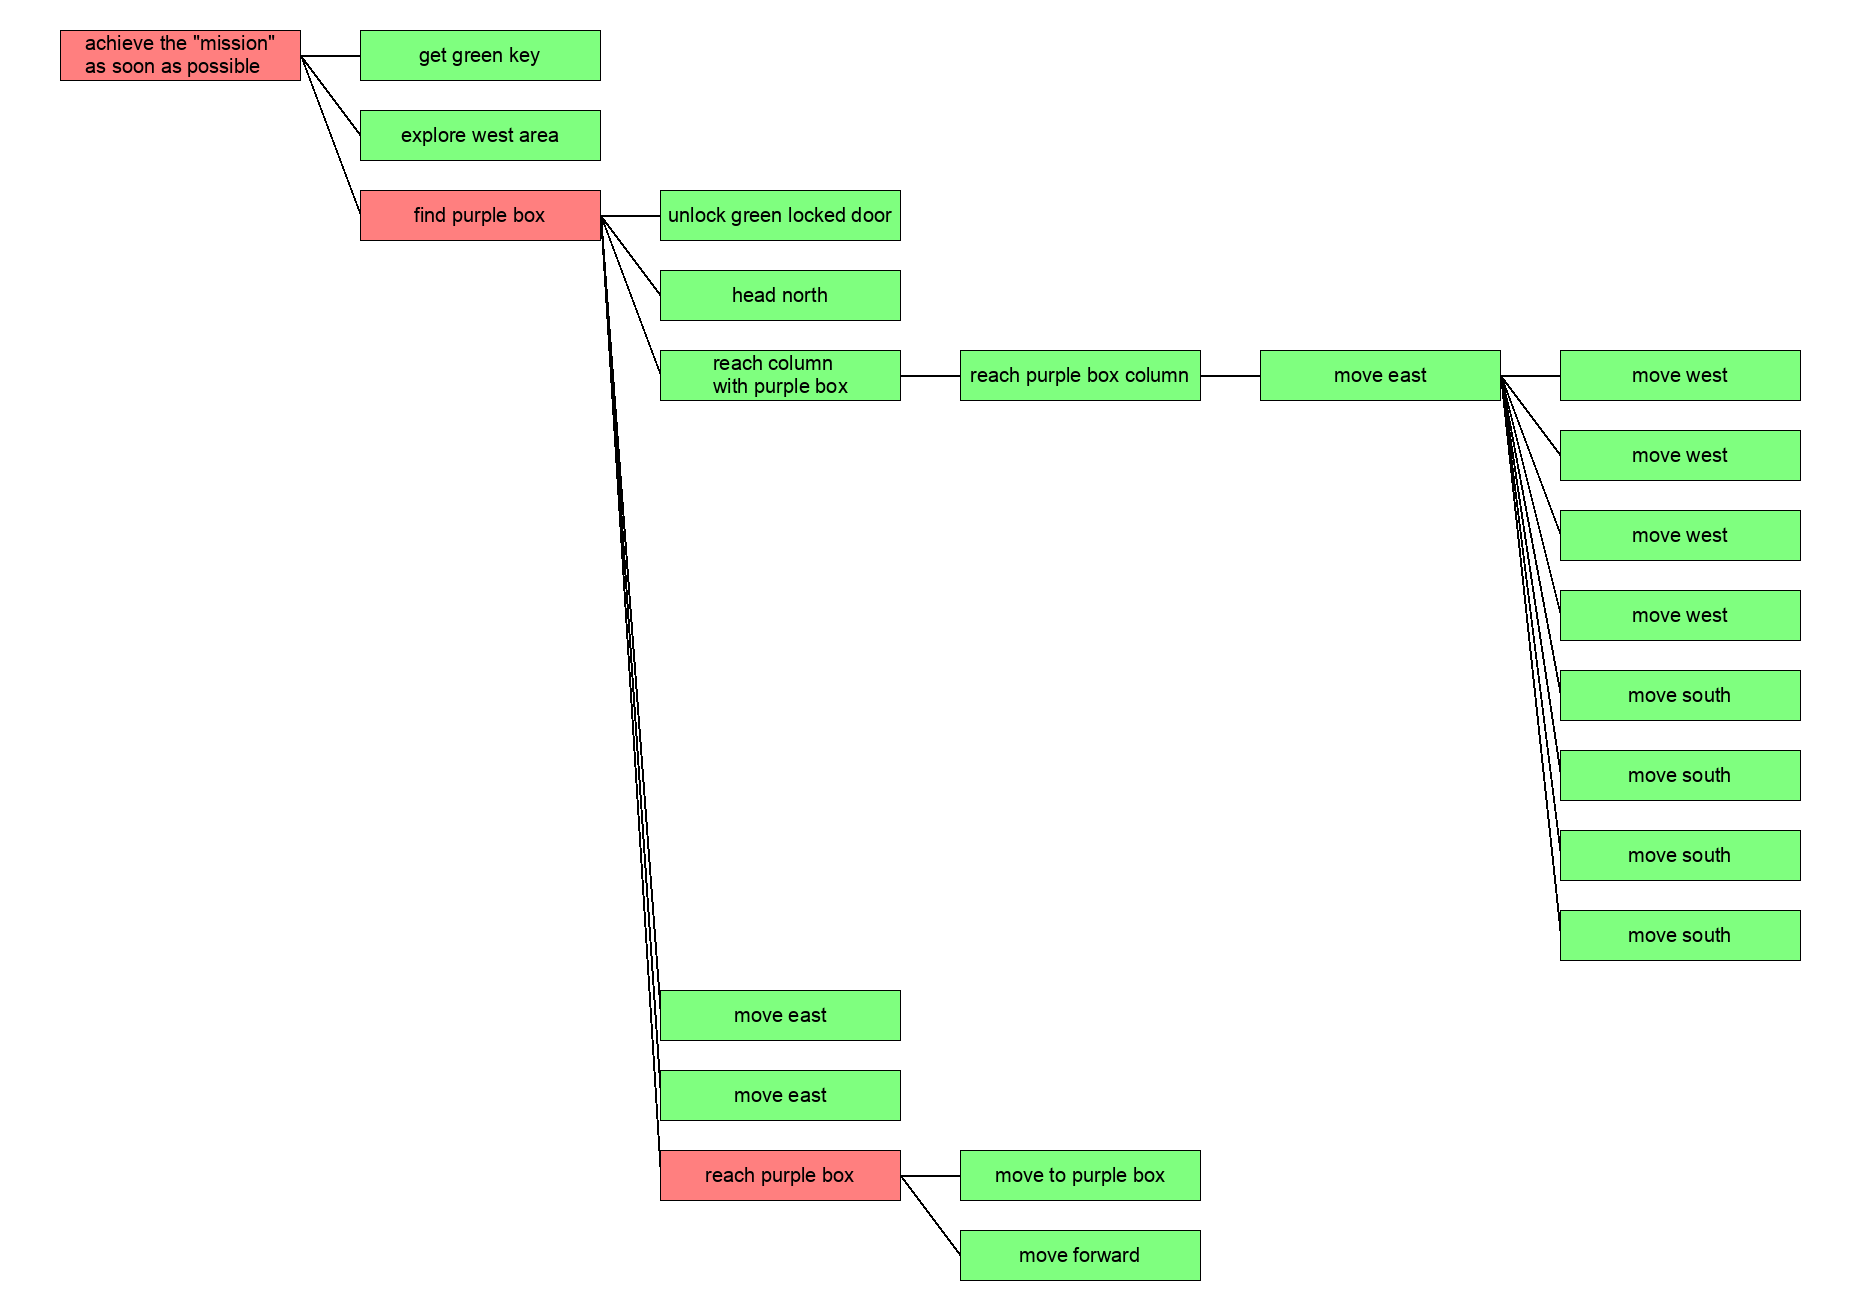 achieve the "mission"
as soon as possible
get green key
explore west area
find purple box
unlock green locked door
head north
reach column
with purple box
reach purple box column
move east
move west
move west
move west
move west
move south
move south
move south
move south
move east
move east
reach purple box
move to purple box
move forward